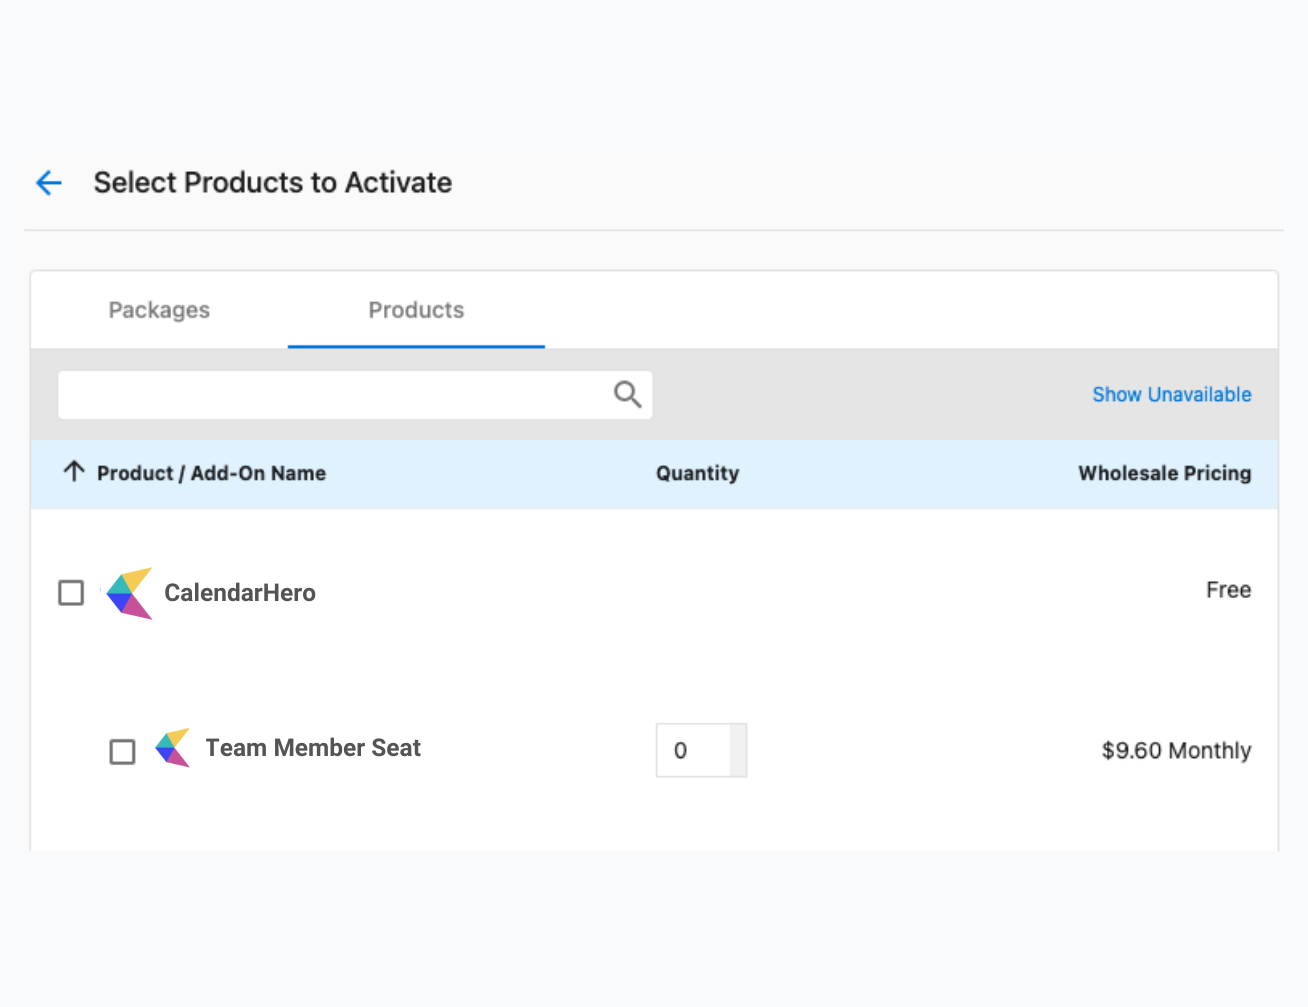 Select Products to Activate
Packages Products
Show Unavailable
Product / Add-On Name Quantity Wholesale Pricing
CalendarHero Free
Team Member Seat 0 $9.60 Monthly